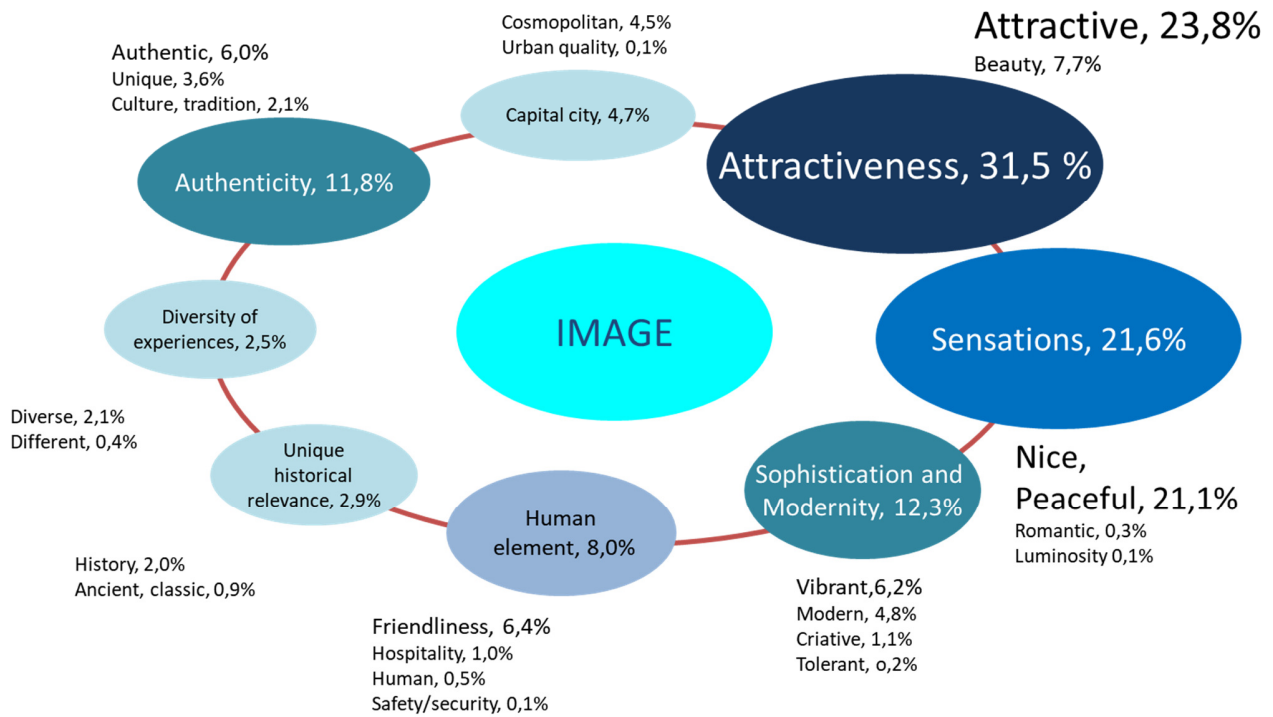 Cosmopolitan, 4,5%
Urban quality, 0,1%
Capital city, 4,7%
Attractive, 23,8%
Beauty, 7,7%
Attractiveness, 31,5 %
Authentic, 6,0%
Unique, 3,6%
Culture, tradition, 2,1%
Authenticity, 11,8%
IMAGE
Sensations, 21,6%
Nice,
Peaceful, 21,1%
Romantic, 0,3%
Luminosity 0,1%
Diversity of
experiences, 2,5%
Diverse, 2,1%
Different, 0,4%
Unique
historical
relevance, 2,9%
History, 2,0%
Ancient, classic, 0,9%
Human
element, 8,0%
Friendliness, 6,4%
Hospitality, 1,0%
Human, 0,5%
Safety/security, 0,1%
Sophistication and
Modernity, 12,3%
Vibrant,6,2%
Modern, 4,8%
Criative, 1,1%
Tolerant, o,2%